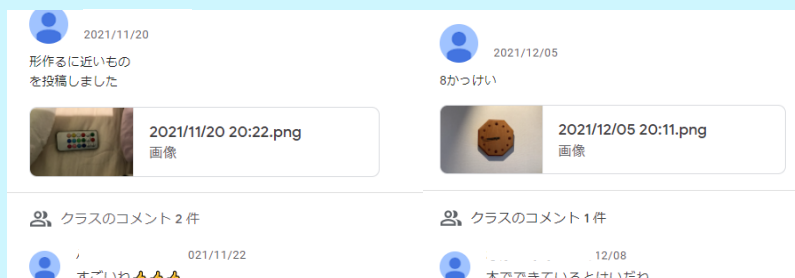 2021/11/20
形作るに近いもの
を投稿しました
2021/11/20 20:22.png
画像
クラスのコメント 2 件
021/11/22
すごいね👍👍👍
2021/12/05
8かっけい
2021/12/05 20:11.png
画像
クラスのコメント 1 件
12/08
木でできているとけいだね